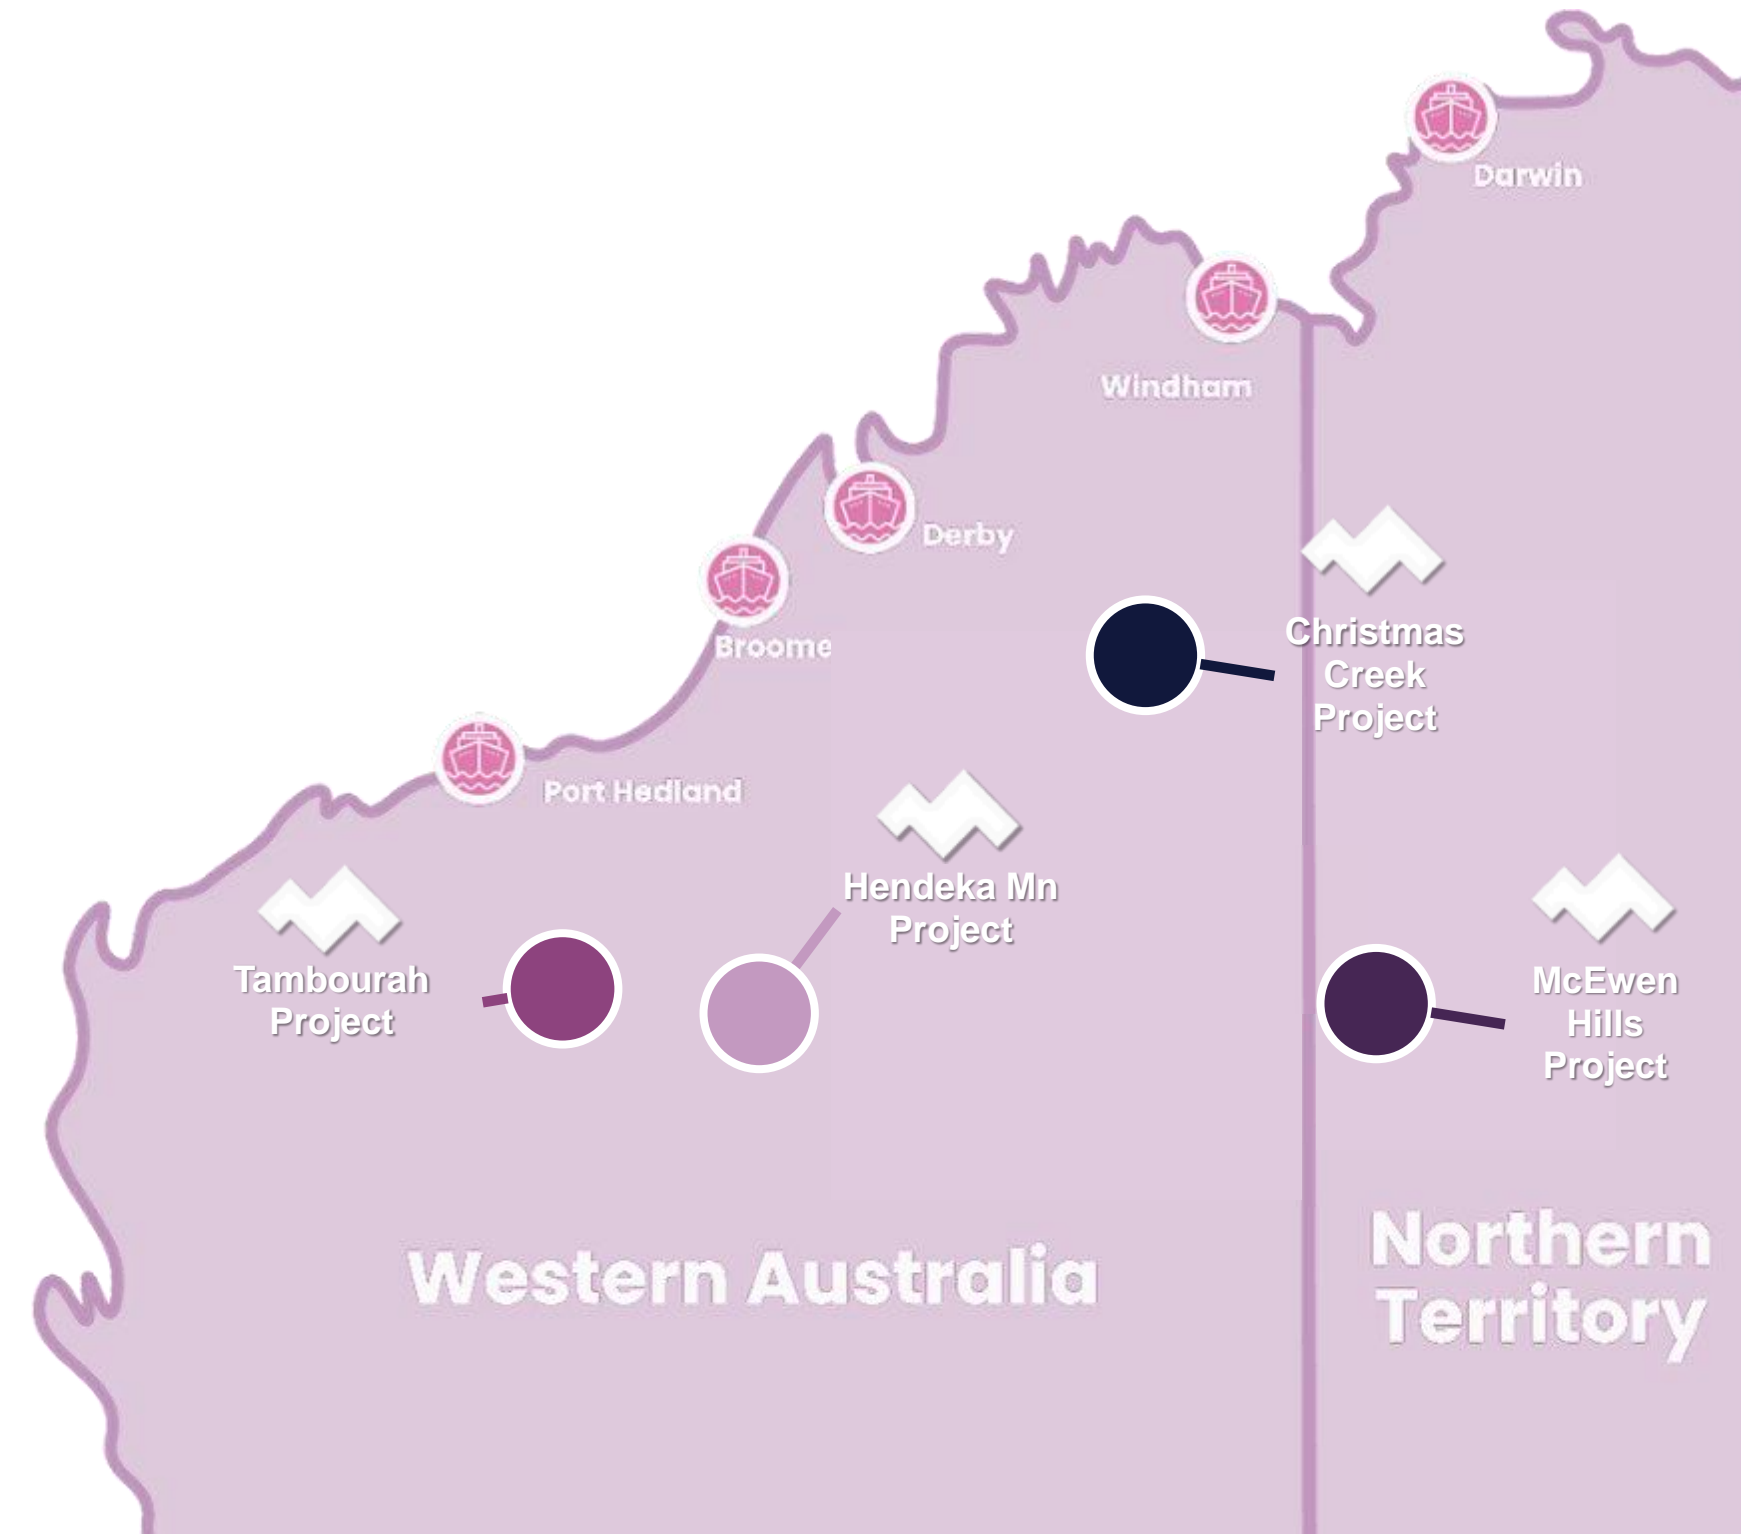 Darwin
Windham
Derby
Broome
Christmas
Creek
Project
Port Hedland
Hendeka Mn
Project
Tambourah
Project
McEwen
Hills
Project
Western Australia
Northern
Territory